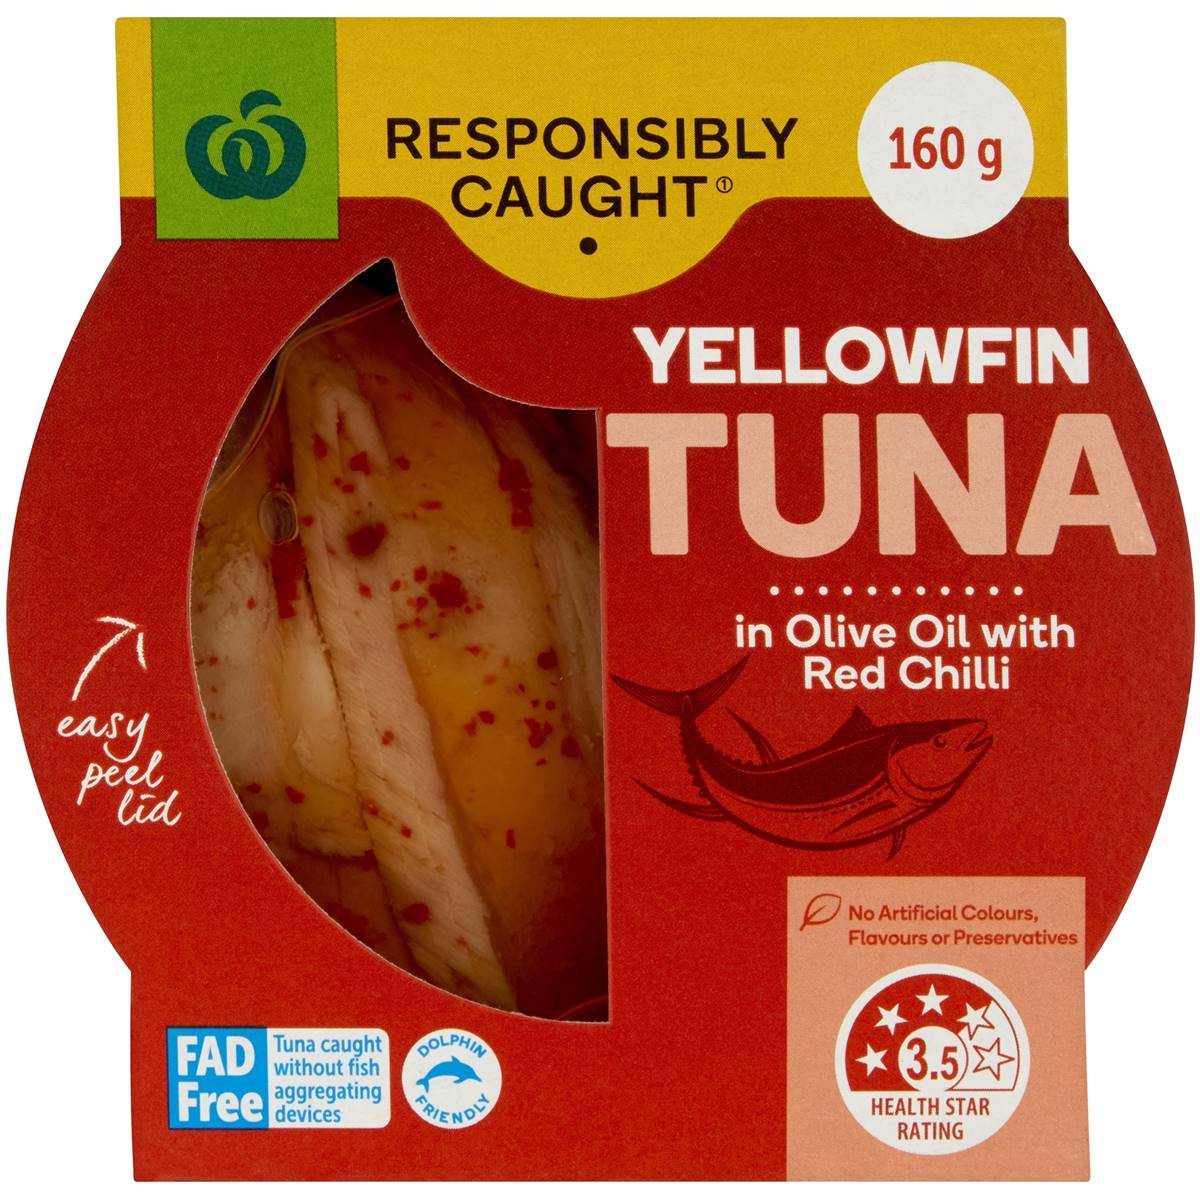 RESPONSIBLY
CAUGHT①
160 g
YELLOWFIN
TUNA
in Olive Oil with
Red Chilli
easy
peel
lid
No Artificial Colours,
Flavours or Preservatives
3.5
HEALTH STAR
RATING
FAD
Free
Tuna caught
without fish
aggregating
devices
DOLPHIN
FRIENDLY